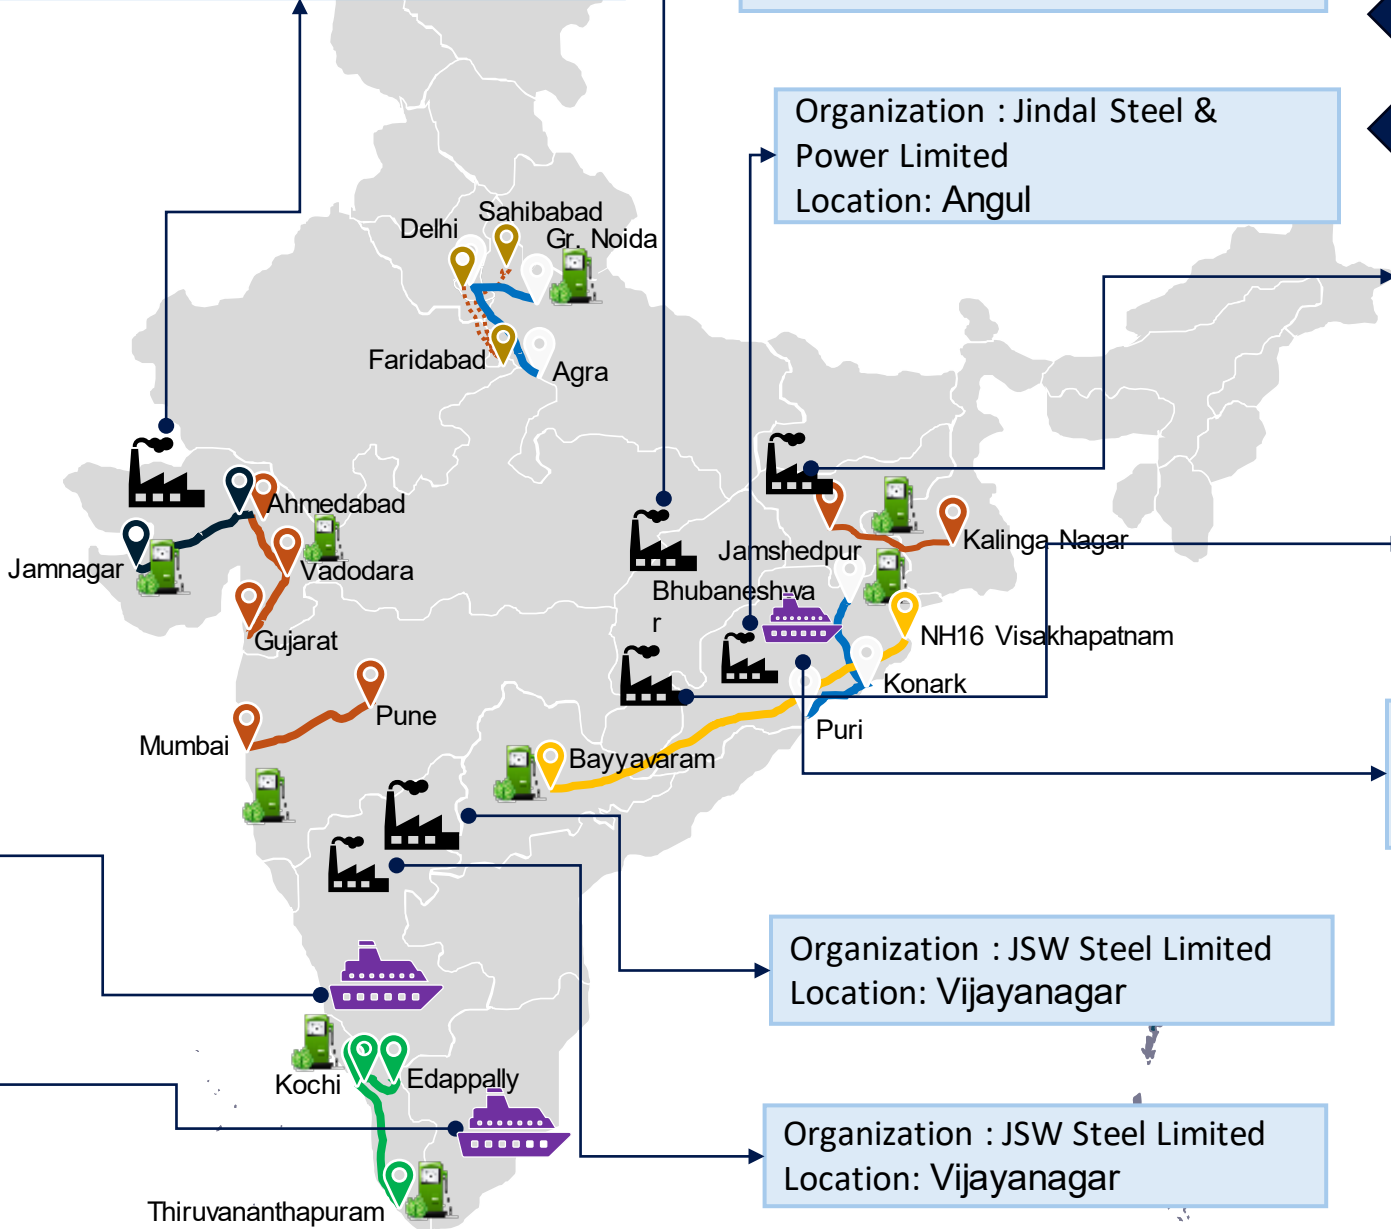 Organization : Jindal Steel &
Power Limited
Location: Angul
Sahibabad
Delhi
Gr. Noida
Faridabad
Agra
Ahmedabad
Jamnagar
Vadodara
Gujarat
Kalinga Nagar
Jamshedpur
Bhubaneshwa
r
NH16 Visakhapatnam
Konark
Puri
Pune
Mumbai
Bayyavaram
Organization : JSW Steel Limited
Location: Vijayanagar
Kochi
Edappally
Organization : JSW Steel Limited
Location: Vijayanagar
Thiruvananthapuram